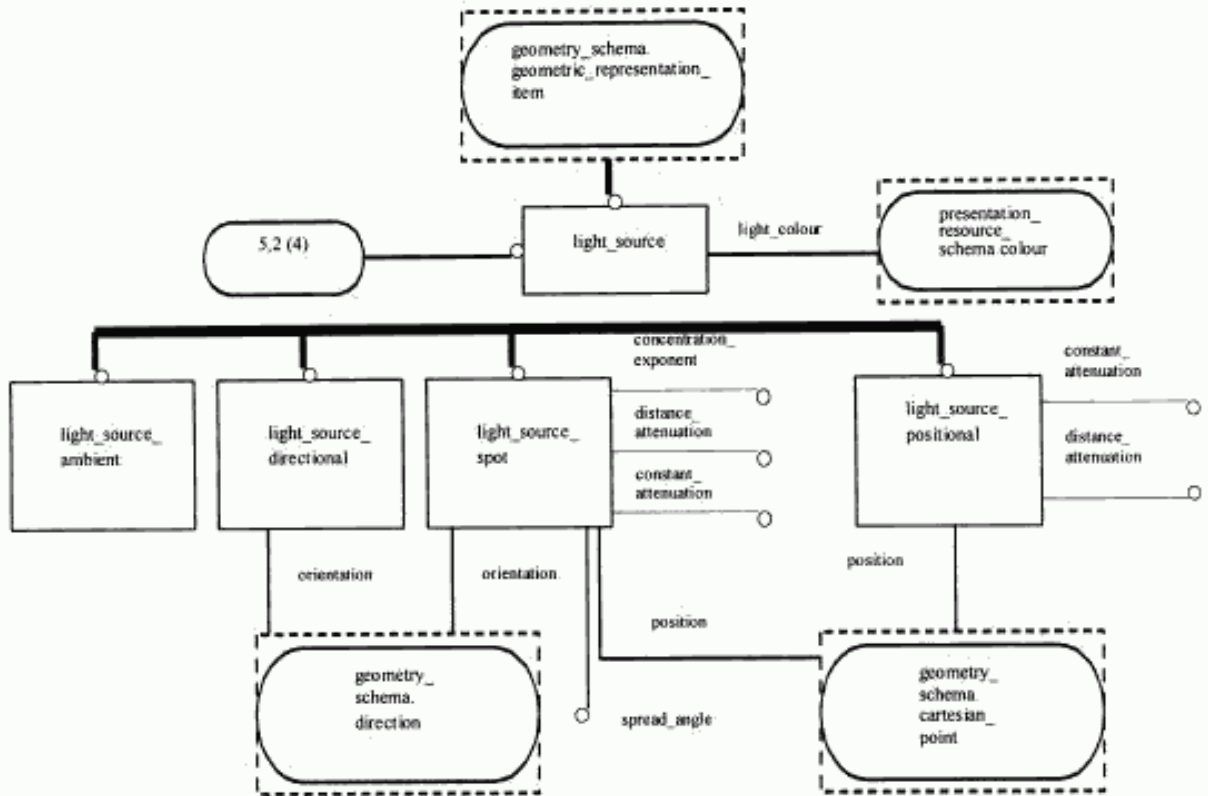 geometry_schema.
geometric_representation_
item
5,2 (4)
light_source
light_colour
presentation_
resource_
schema.colour
concentration_
exponent
constant_
attenuation
light_source_
ambient
light_source_
directional
light_source_
spot
distance_
attenuation
light_source_
positional
distance_
attenuation
constant_
attenuation
orientation
orientation
position
position
geometry_
schema.
direction
spread_angle
geometry_
schema.
cartesian_
point